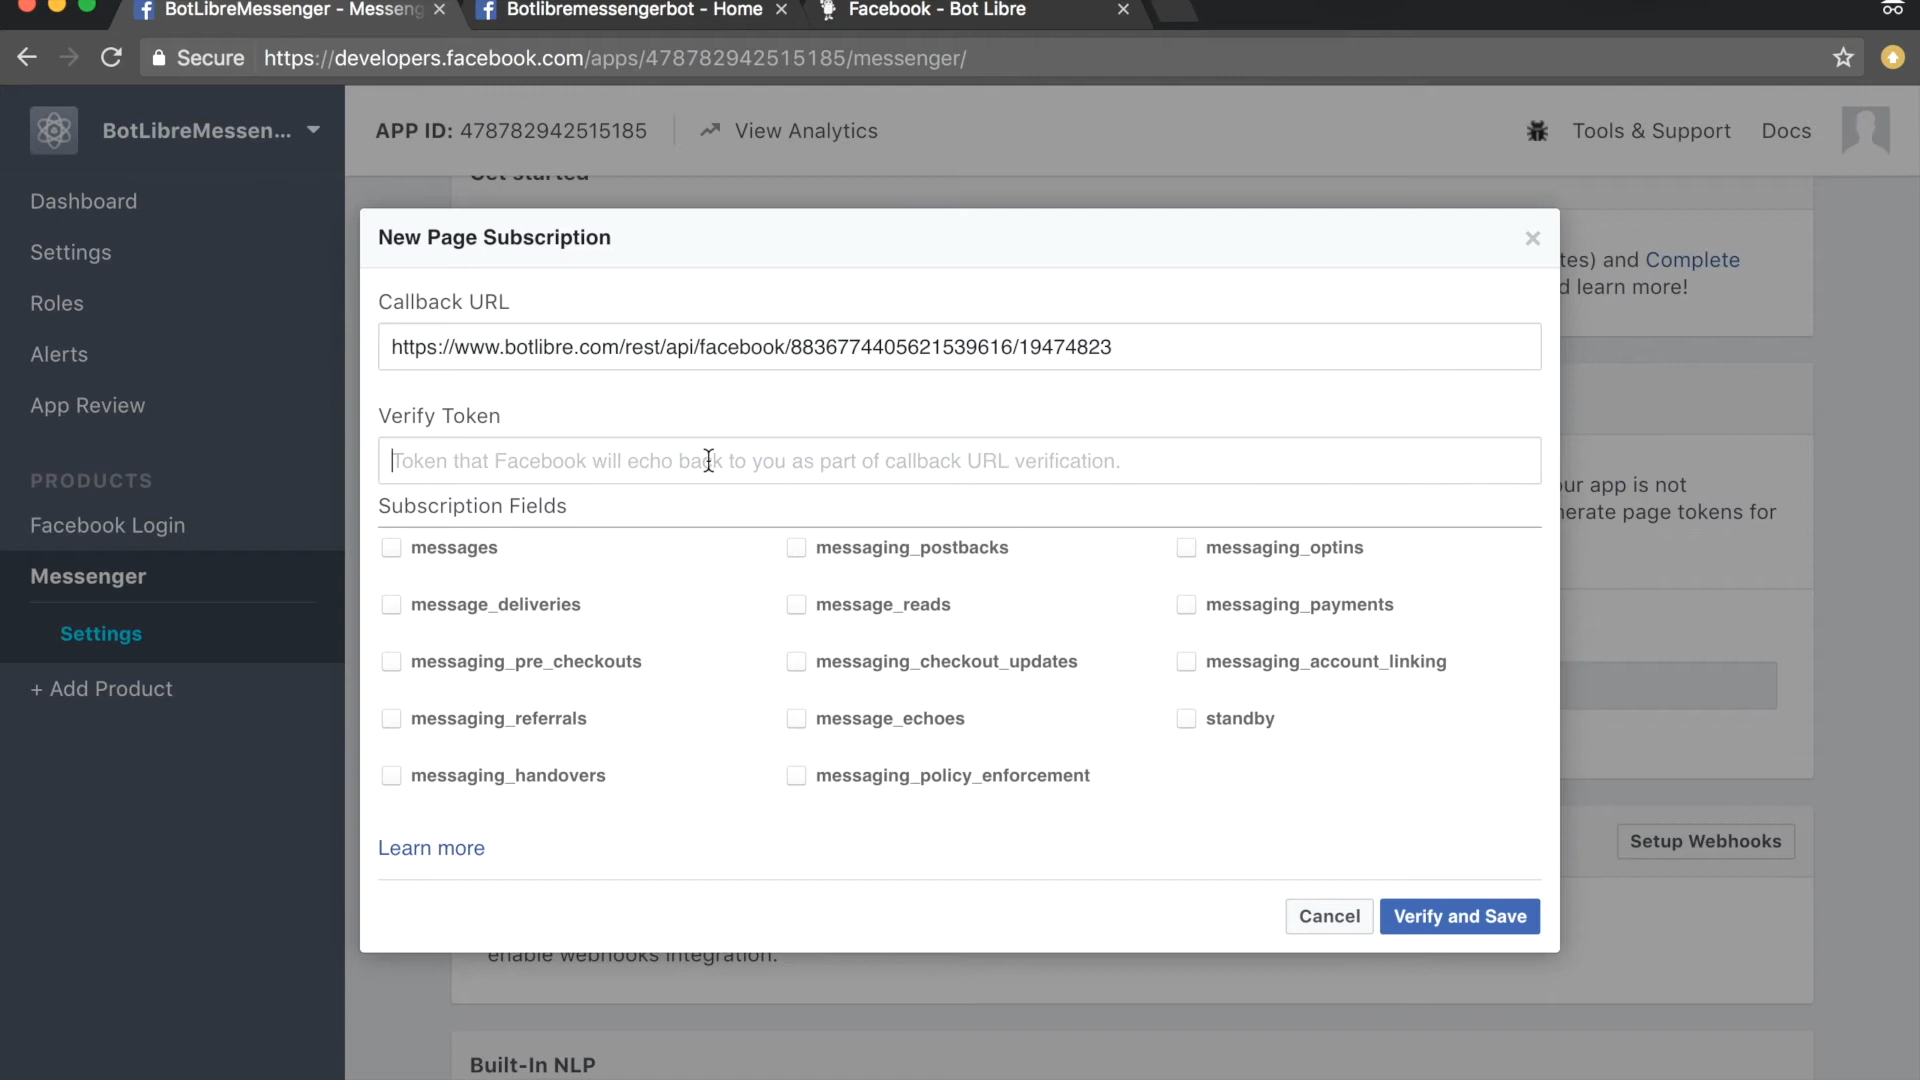 BotLibreMessenger - Messeng
Botlibremessengerbot - Home
Facebook - Bot Libre
Secure
https://developers.facebook.com/apps/478782942515185/messenger/
BotLibreMessen...
APP ID: 478782942515185
View Analytics
Tools & Support
Docs
Dashboard
Settings
Roles
Alerts
App Review
PRODUCTS
Facebook Login
Messenger
Settings
+ Add Product
Get started
tes) and Complete
d learn more!
New Page Subscription
Callback URL
https://www.botlibre.com/rest/api/facebook/8836774405621539616/19474823
Verify Token
Token that Facebook will echo back to you as part of callback URL verification.
Subscription Fields
ur app is not
nerate page tokens for
messages
messaging_postbacks
messaging_optins
message_deliveries
message_reads
messaging_payments
messaging_pre_checkouts
messaging_checkout_updates
messaging_account_linking
messaging_referrals
message_echoes
standby
messaging_handovers
messaging_policy_enforcement
Learn more
Setup Webhooks
Cancel
Verify and Save
enable webhooks integration.
Built-In NLP